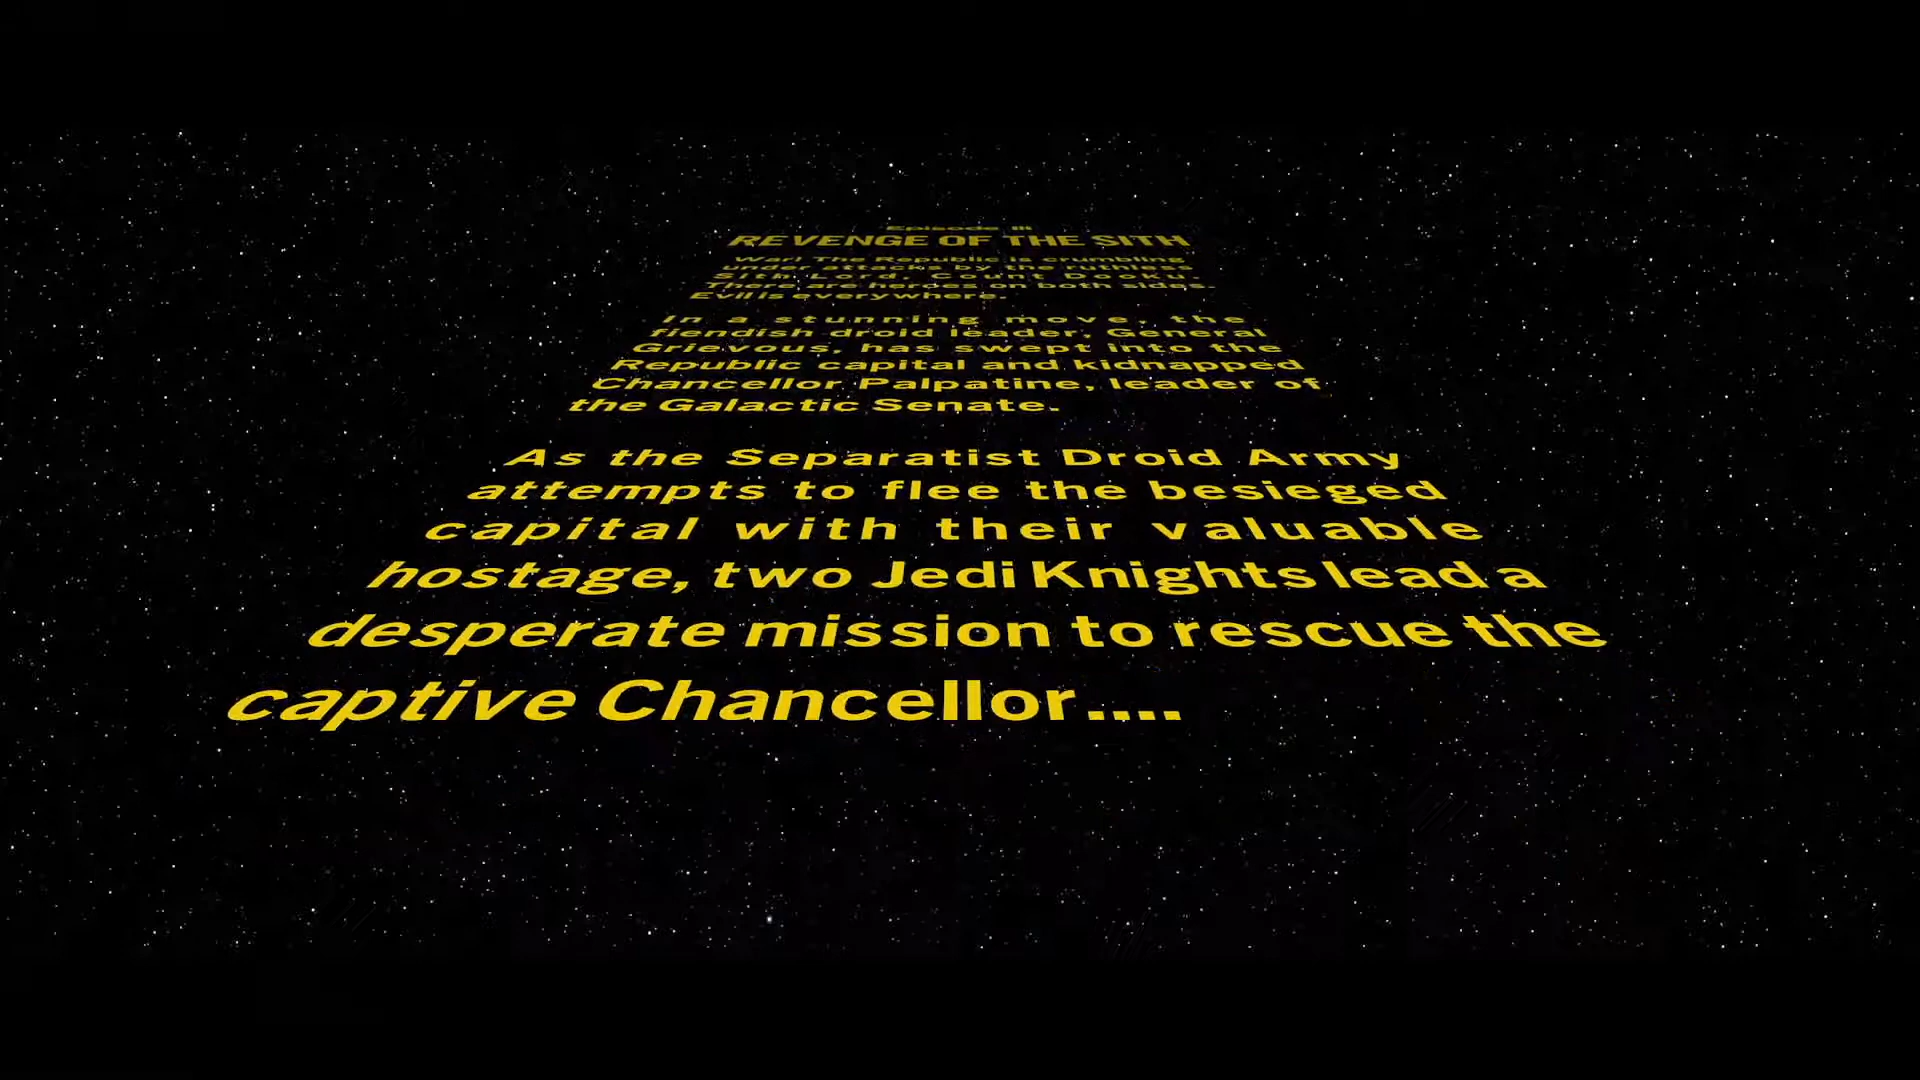 Episode III
REVENGE OF THE SITH
War! The Republic is crumbling
under attacks by the ruthless
Sith Lord, Count Dooku.
There are heroes on both sides.
Evil is everywhere.
In a stunning move, the
fiendish droid leader, General
Grievous, has swept into the
Republic capital and kidnapped
Chancellor Palpatine, leader of
the Galactic Senate.
As the Separatist Droid Army
attempts to flee the besieged
capital with their valuable
hostage, two Jedi Knights lead a
desperate mission to rescue the
captive Chancellor....